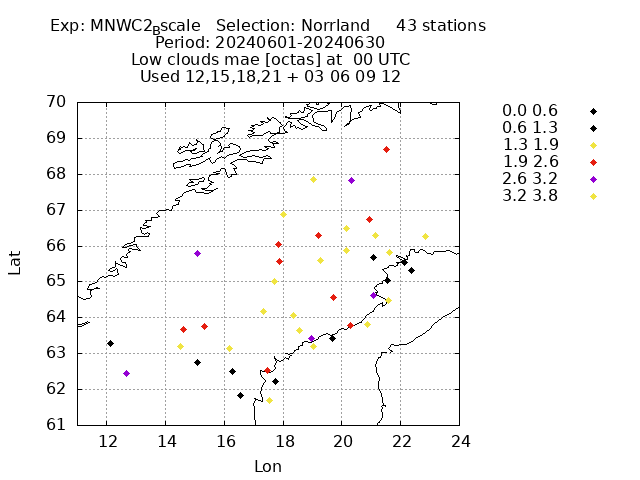 Exp: MNWC2_Bscale   Selection: Norrland     43 stations
Period: 20240601-20240630
Low clouds mae [octas] at  00 UTC
Used 12,15,18,21 + 03 06 09 12
70
69
68
67
66
65
64
63
62
61
Lat
12 14 16 18 20 22 24
Lon
0.0 0.6
0.6 1.3
1.3 1.9
1.9 2.6
2.6 3.2
3.2 3.8